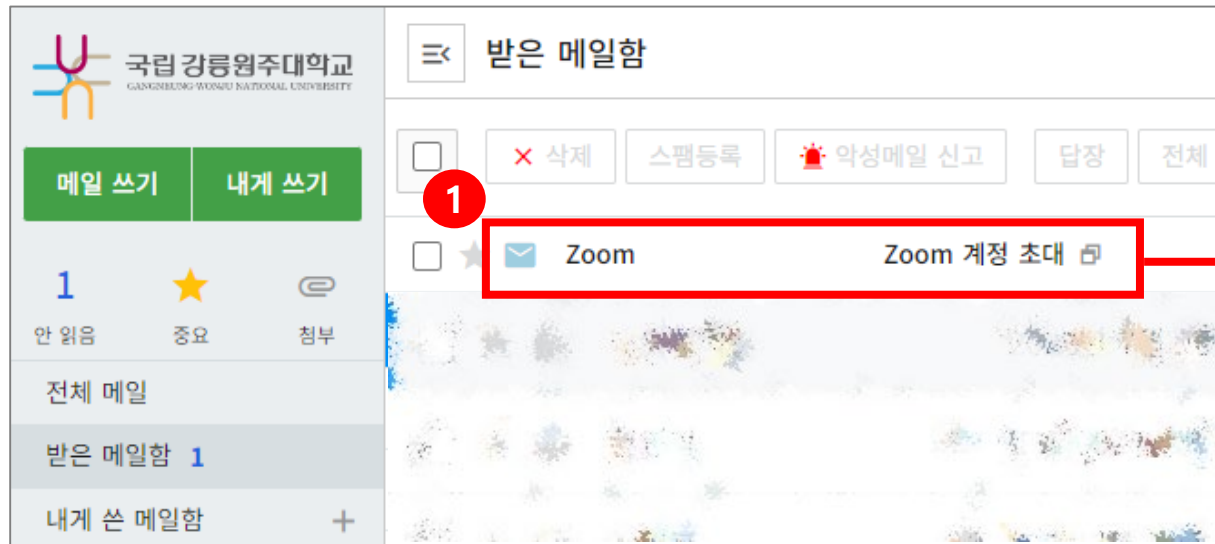 국립 강릉원주대학교
GANGNEUNG-WONJU NATIONAL UNIVERSITY
메일 쓰기 내게 쓰기
1
안 읽음 중요 첨부
전체 메일
받은 메일함 1
내게 쓴 메일함 +
받은 메일함
삭제 스팸등록 악성메일 신고 답장 전체
1
Zoom Zoom 계정 초대